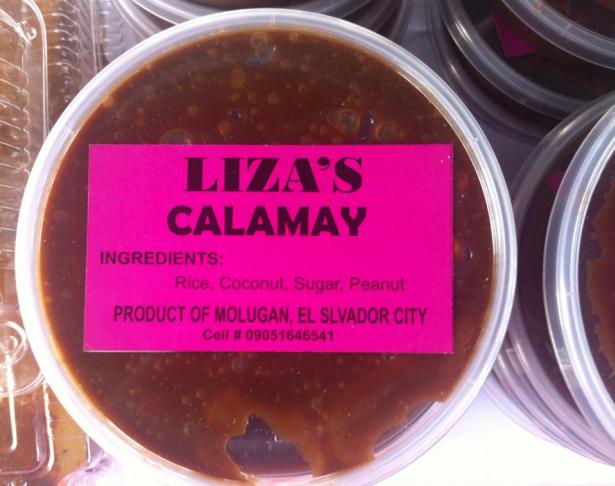 LIZA'S
CALAMAY
INGREDIENTS:
Rice, Coconut, Sugar, Peanut
PRODUCT OF MOLUGAN, EL SLVADOR CITY
Cell # 09051646541